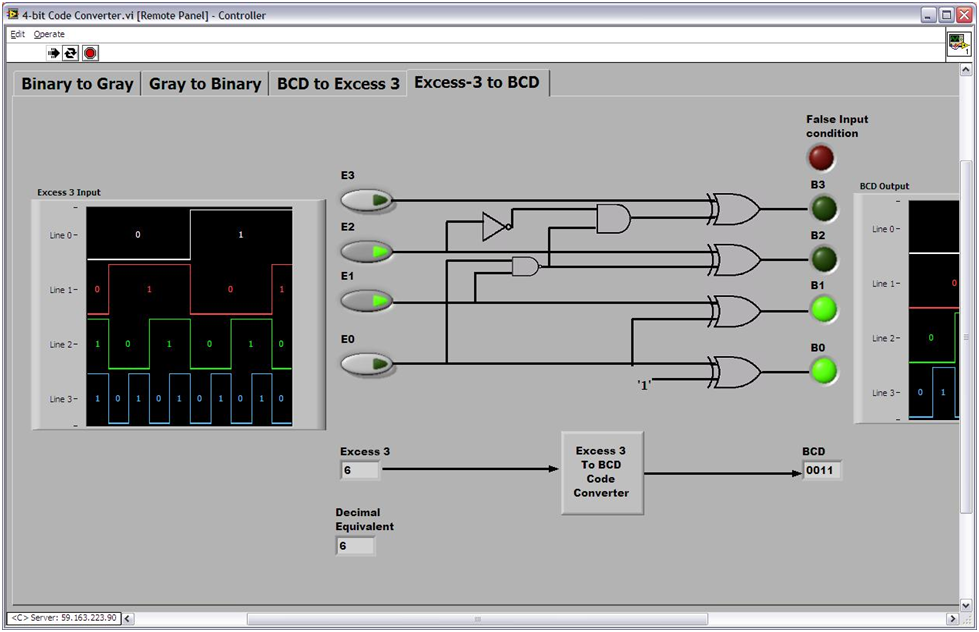 4-bit Code Converter.vi [Remote Panel] - Controller
Edit Operate
1
Binary to Gray Gray to Binary BCD to Excess 3 Excess-3 to BCD
False Input
condition
E3
B3
Excess 3 Input
BCD Output
E2
B2
Line 0 0 1
Line 0
E1
B1
Line 1 0 1 0 1
Line 1 0
E0
B0
Line 2 1 0 1 0 1 0
Line 2 0
'1'
Line 3 1 0 1 0 1 0 1 0 1 0
Line 3 0 1
Excess 3
6
Excess 3
To BCD
Code
Converter
BCD
0011
Decimal
Equivalent
6
<C> Server: 59.163.223.90